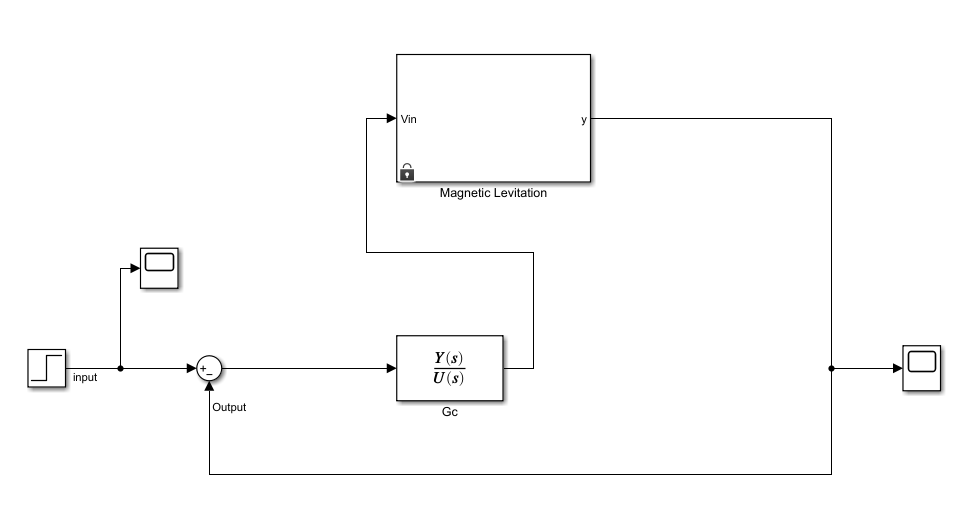 Vin
y
Magnetic Levitation
input
+
_
Y(s)
U(s)
Output
Gc